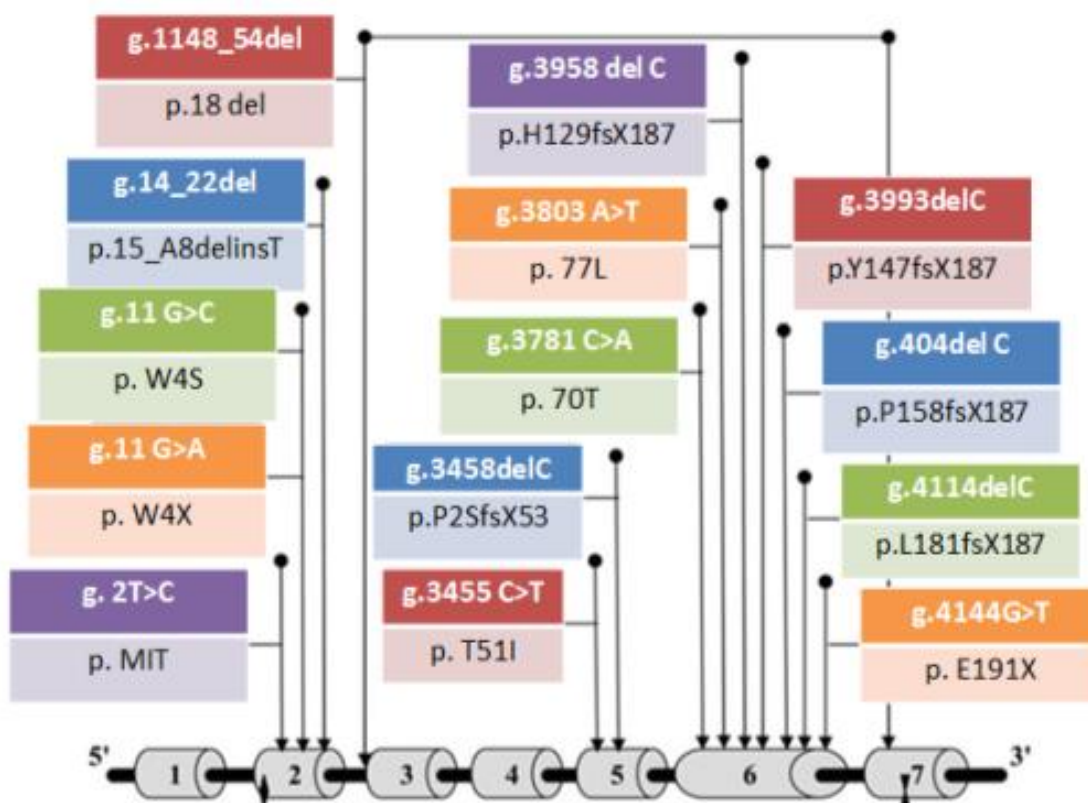 g.1148_54del
p.18 del
g.14_22del
p.15_A8delinsT
g.11 G>C
p. W4S
g.11 G>A
p. W4X
g. 2T>C
p. MIT
g.3958 del C
p.H129fsX187
g.3803 A>T
p. 77L
g.3781 C>A
p. 70T
g.3458delC
p.P2SfsX53
g.3455 C>T
p. T51I
g.3993delC
p.Y147fsX187
g.404del C
p.P158fsX187
g.4114delC
p.L181fsX187
g.4144G>T
p. E191X
5' 1 2 3 4 5 6 7 3'